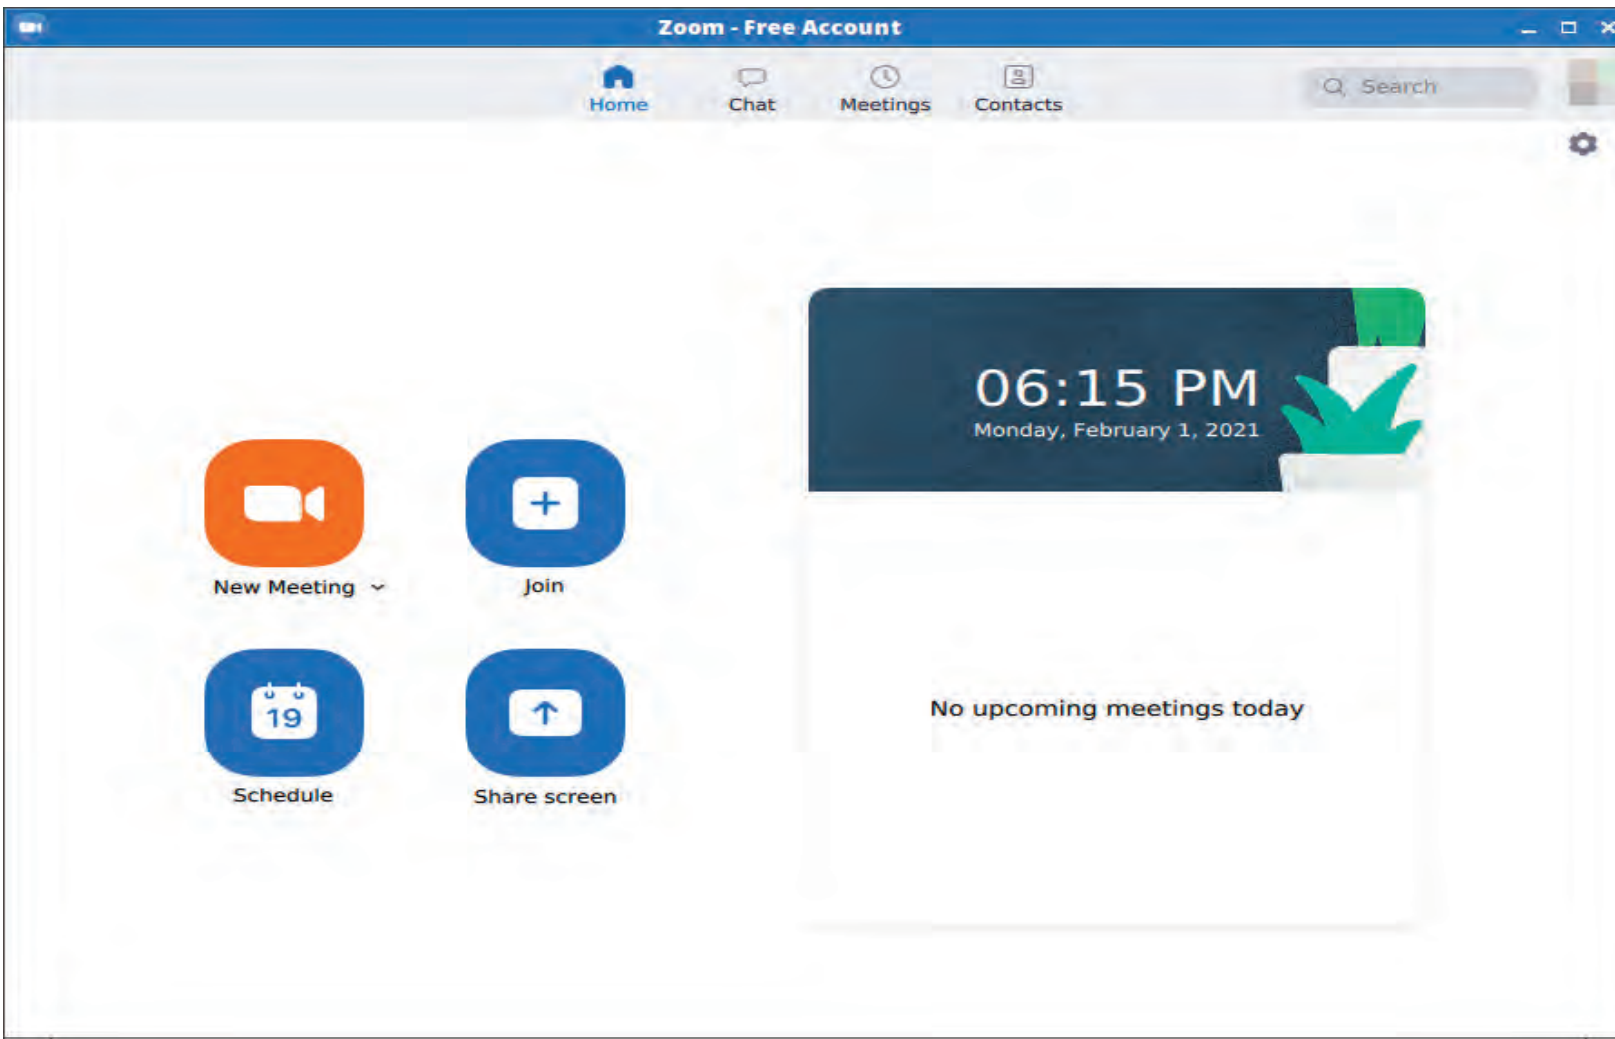 Zoom - Free Account
Home
Chat
Meetings
Contacts
Search
06:15 PM
Monday, February 1, 2021
New Meeting
Join
19
Schedule
Share screen
No upcoming meetings today